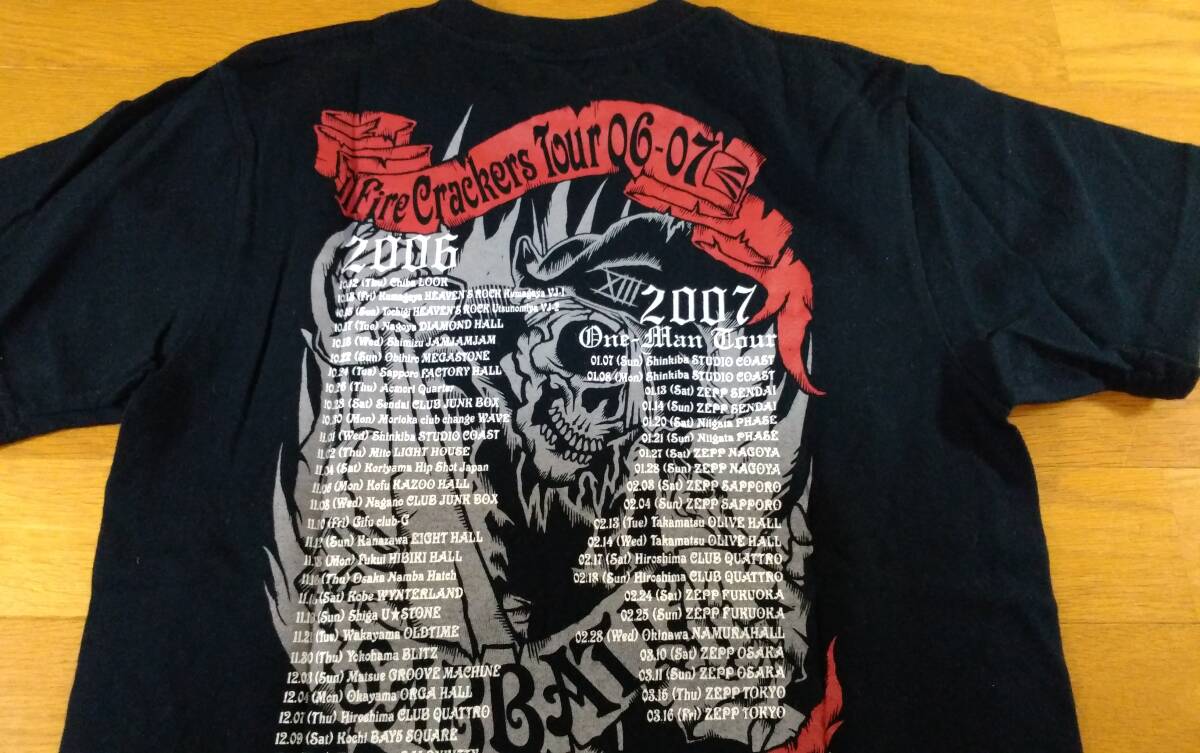 Fire Crackers Tour 06-07
XIII
2006
10.12 (Thu) Chiba LOOK
10.13 (Fri) Kumagaya HEAVEN'S ROCK Kumagaya VJ-1
10.15 (Sun) Tochigi HEAVEN'S ROCK Utsunomiya VJ-2
10.17 (Tue) Nagoya DIAMOND HALL
10.18 (Wed) Shimizu JAMJAMJAM
10.22 (Sun) Obihiro MEGASTONE
10.24 (Tue) Sapporo FACTORY HALL
10.26 (Thu) Aomori Quarter
10.28 (Sat) Sendai CLUB JUNK BOX
10.30 (Mon) Morioka club change WAVE
11.01 (Wed) Shinkiba STUDIO COAST
11.02 (Thu) Mito LIGHT HOUSE
11.04 (Sat) Koriyama Hip Shot Japan
11.06 (Mon) Kofu KAZOO HALL
11.08 (Wed) Nagano CLUB JUNK BOX
11.10 (Fri) Gifu club-G
11.12 (Sun) Kanazawa EIGHT HALL
11.13 (Mon) Fukui HIBIKI HALL
11.16 (Thu) Osaka Namba Hatch
11.18 (Sat) Kobe WYNTERLAND
11.19 (Sun) Shiga U★STONE
11.21 (Tue) Wakayama OLDTIME
11.30 (Thu) Yokohama BLITZ
12.03 (Sun) Matsue GROOVE MACHINE
12.04 (Mon) Okayama ORGA HALL
12.07 (Thu) Hiroshima CLUB QUATTRO
12.09 (Sat) Kochi BAY5 SQUARE
2007
One-Man Tour
01.07 (Sun) Shinkiba STUDIO COAST
01.08 (Mon) Shinkiba STUDIO COAST
01.13 (Sat) ZEPP SENDAI
01.14 (Sun) ZEPP SENDAI
01.20 (Sat) Niigata PHASE
01.21 (Sun) Niigata PHASE
01.27 (Sat) ZEPP NAGOYA
01.28 (Sun) ZEPP NAGOYA
02.03 (Sat) ZEPP SAPPORO
02.04 (Sun) ZEPP SAPPORO
02.13 (Tue) Takamatsu OLIVE HALL
02.14 (Wed) Takamatsu OLIVE HALL
02.17 (Sat) Hiroshima CLUB QUATTRO
02.18 (Sun) Hiroshima CLUB QUATTRO
02.24 (Sat) ZEPP FUKUOKA
02.25 (Sun) ZEPP FUKUOKA
02.28 (Wed) Okinawa NAMURAHALL
03.10 (Sat) ZEPP OSAKA
03.11 (Sun) ZEPP OSAKA
03.15 (Thu) ZEPP TOKYO
03.16 (Fri) ZEPP TOKYO
BAT